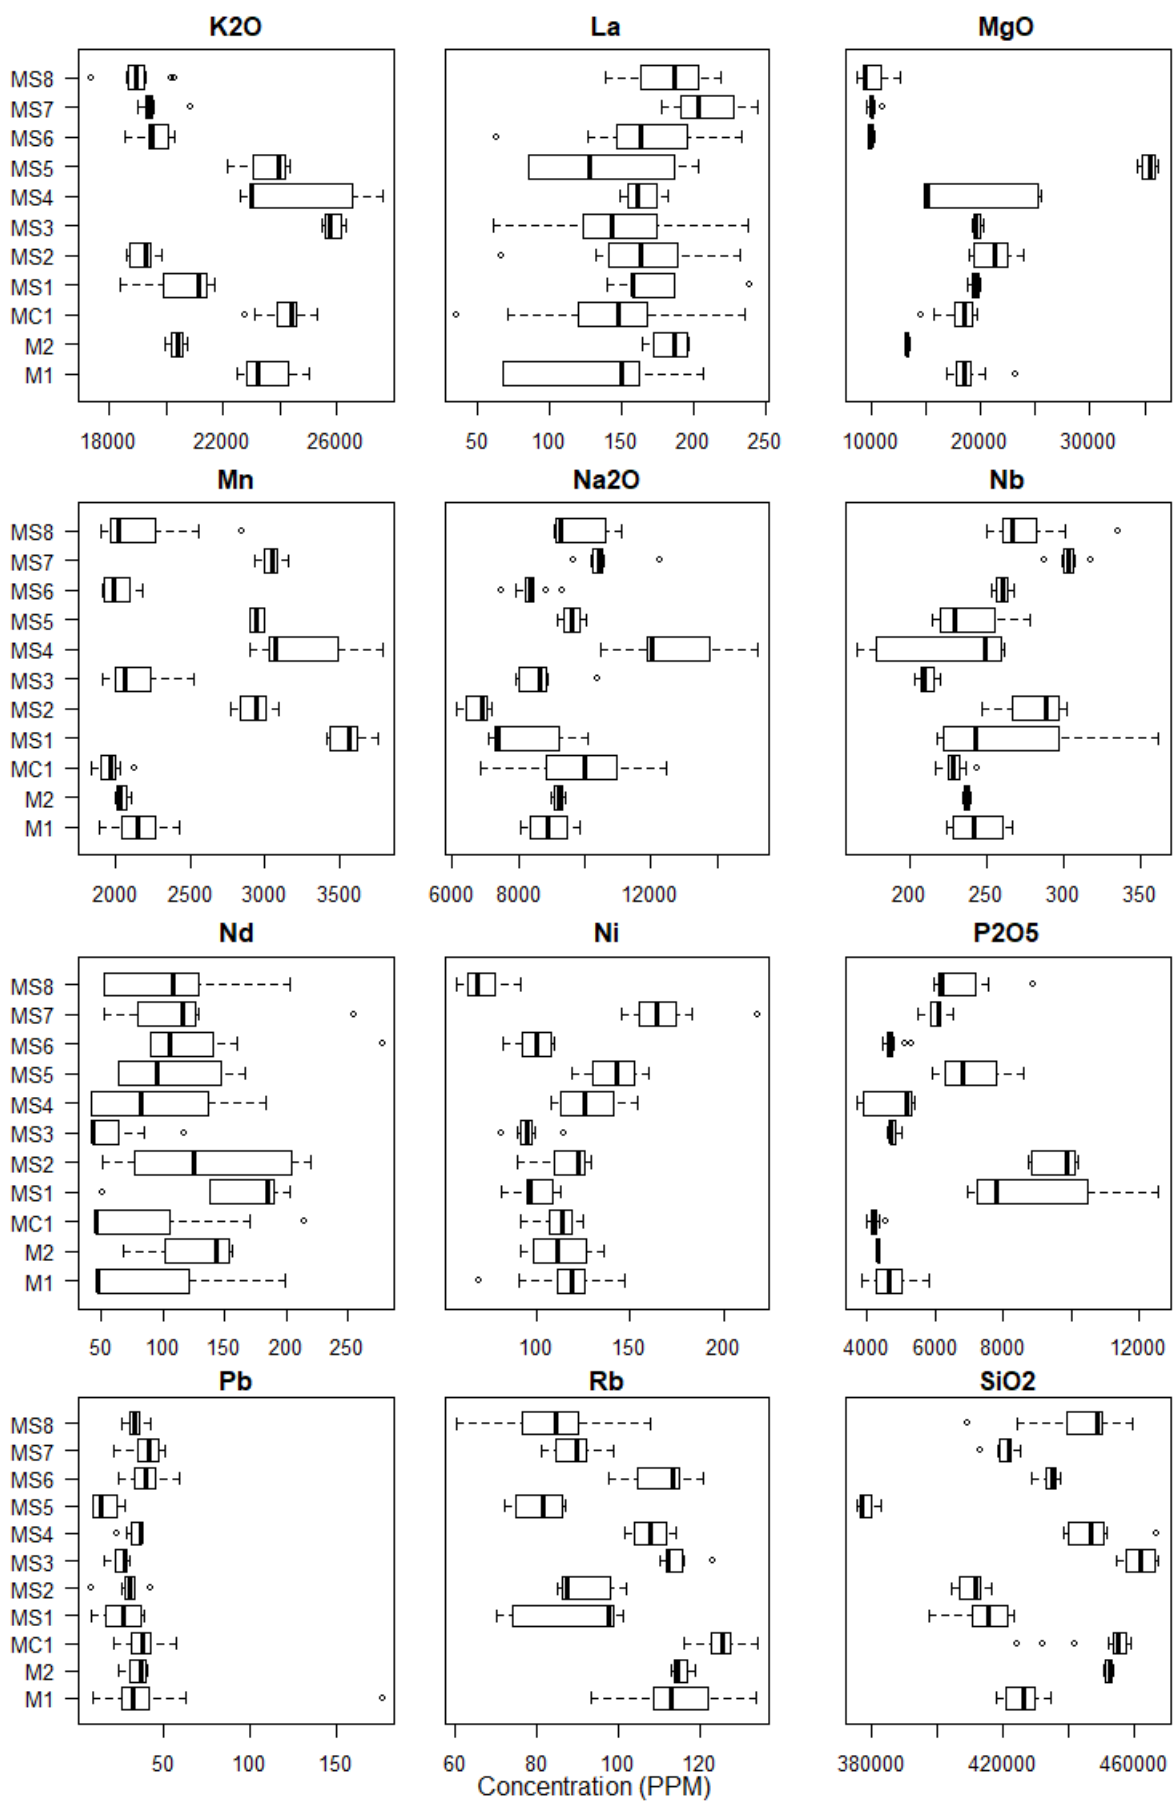 K2O La MgO
MS8
MS7
MS6
MS5
MS4
MS3
MS2
MS1
MC1
M2
M1
18000 22000 26000 50 100 150 200 250 10000 20000 30000
Mn Na2O Nb
MS8
MS7
MS6
MS5
MS4
MS3
MS2
MS1
MC1
M2
M1
2000 2500 3000 3500 6000 8000 12000 200 250 300 350
Nd Ni P2O5
MS8
MS7
MS6
MS5
MS4
MS3
MS2
MS1
MC1
M2
M1
50 100 150 200 250 100 150 200 4000 6000 8000 12000
Pb Rb SiO2
MS8
MS7
MS6
MS5
MS4
MS3
MS2
MS1
MC1
M2
M1
50 100 150 60 80 100 120 380000 420000 460000
Concentration (PPM)